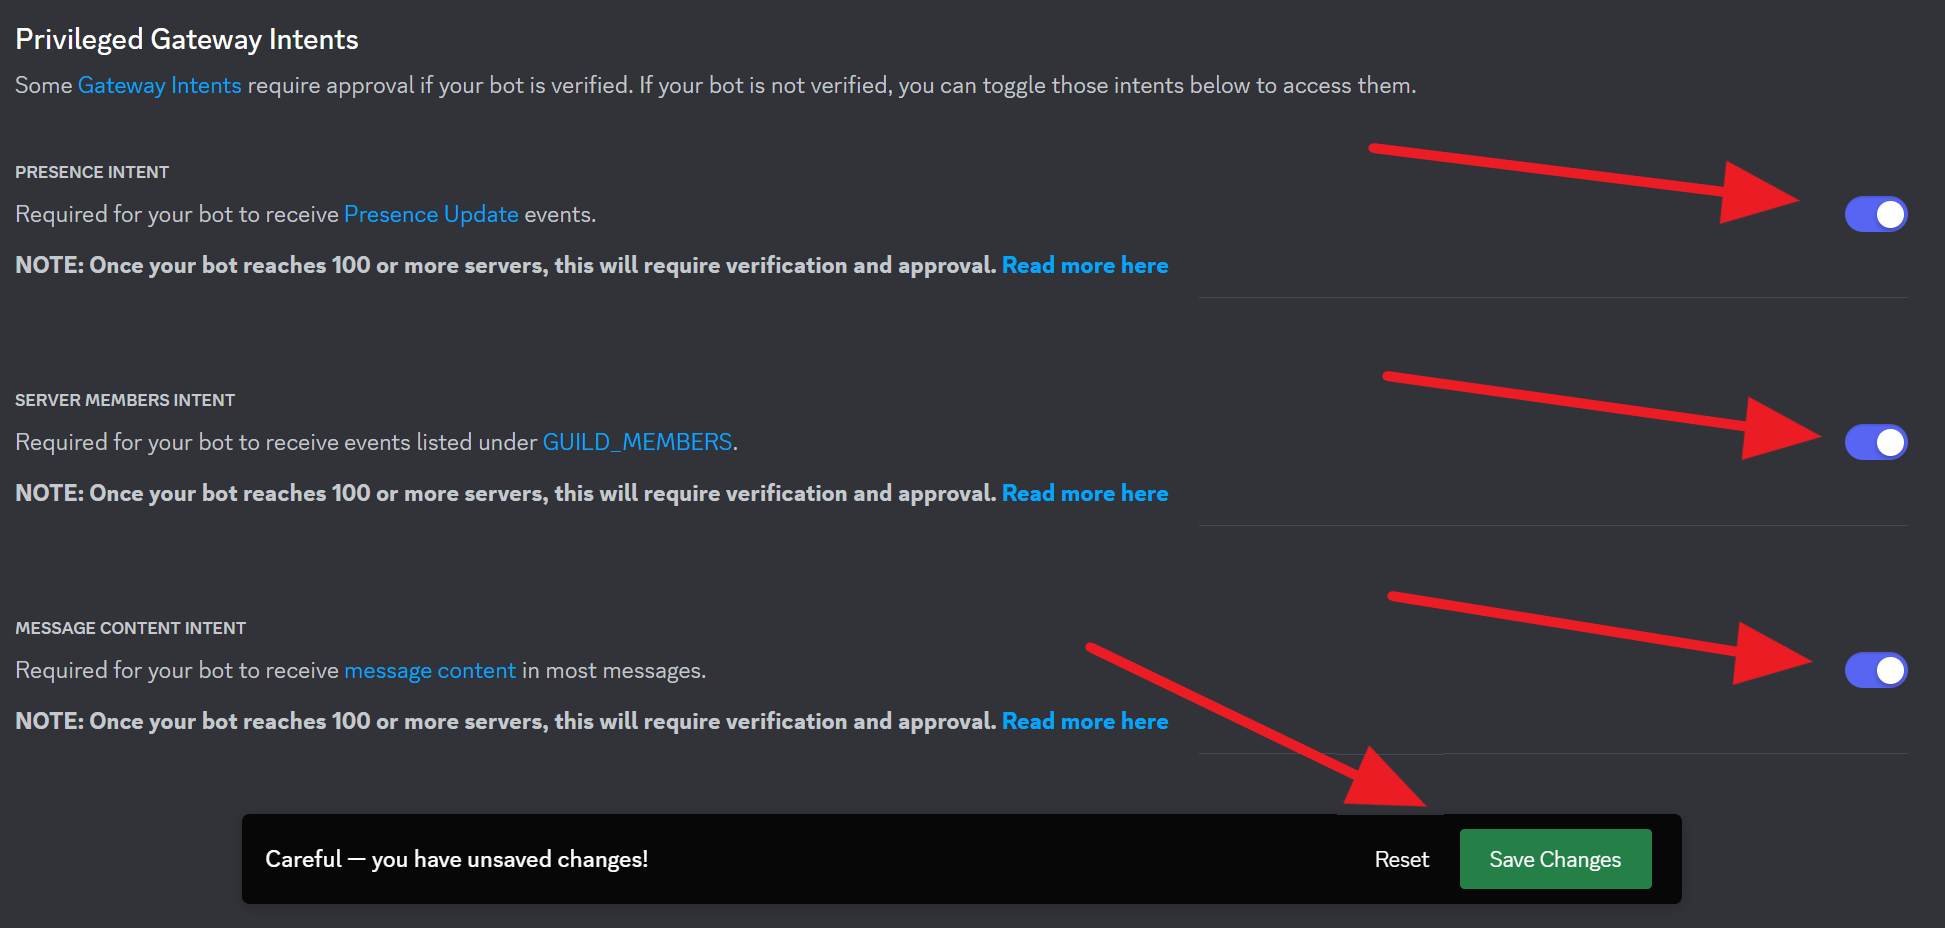 Privileged Gateway Intents
Some Gateway Intents require approval if your bot is verified. If your bot is not verified, you can toggle those intents below to access them.
PRESENCE INTENT
Required for your bot to receive Presence Update events.
NOTE: Once your bot reaches 100 or more servers, this will require verification and approval. Read more here
SERVER MEMBERS INTENT
Required for your bot to receive events listed under GUILD_MEMBERS.
NOTE: Once your bot reaches 100 or more servers, this will require verification and approval. Read more here
MESSAGE CONTENT INTENT
Required for your bot to receive message content in most messages.
NOTE: Once your bot reaches 100 or more servers, this will require verification and approval. Read more here
Careful — you have unsaved changes! Reset Save Changes